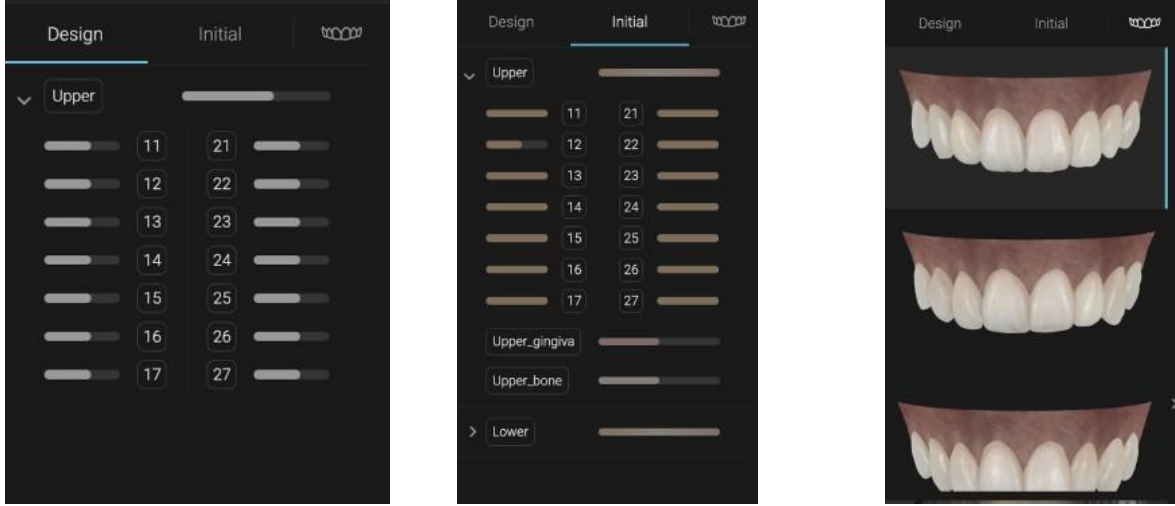 Design Initial
Upper
11 21
12 22
13 23
14 24
15 25
16 26
17 27
Design Initial
Upper
11 21
12 22
13 23
14 24
15 25
16 26
17 27
Upper_gingiva
Upper_bone
Lower
Design Initial